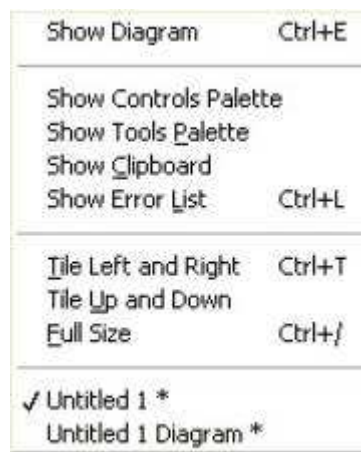 Show Diagram Ctrl+E
Show Controls Palette
Show Tools Palette
Show Clipboard
Show Error List Ctrl+L
Tile Left and Right Ctrl+T
Tile Up and Down
Full Size Ctrl+/
✓ Untitled 1 *
Untitled 1 Diagram *